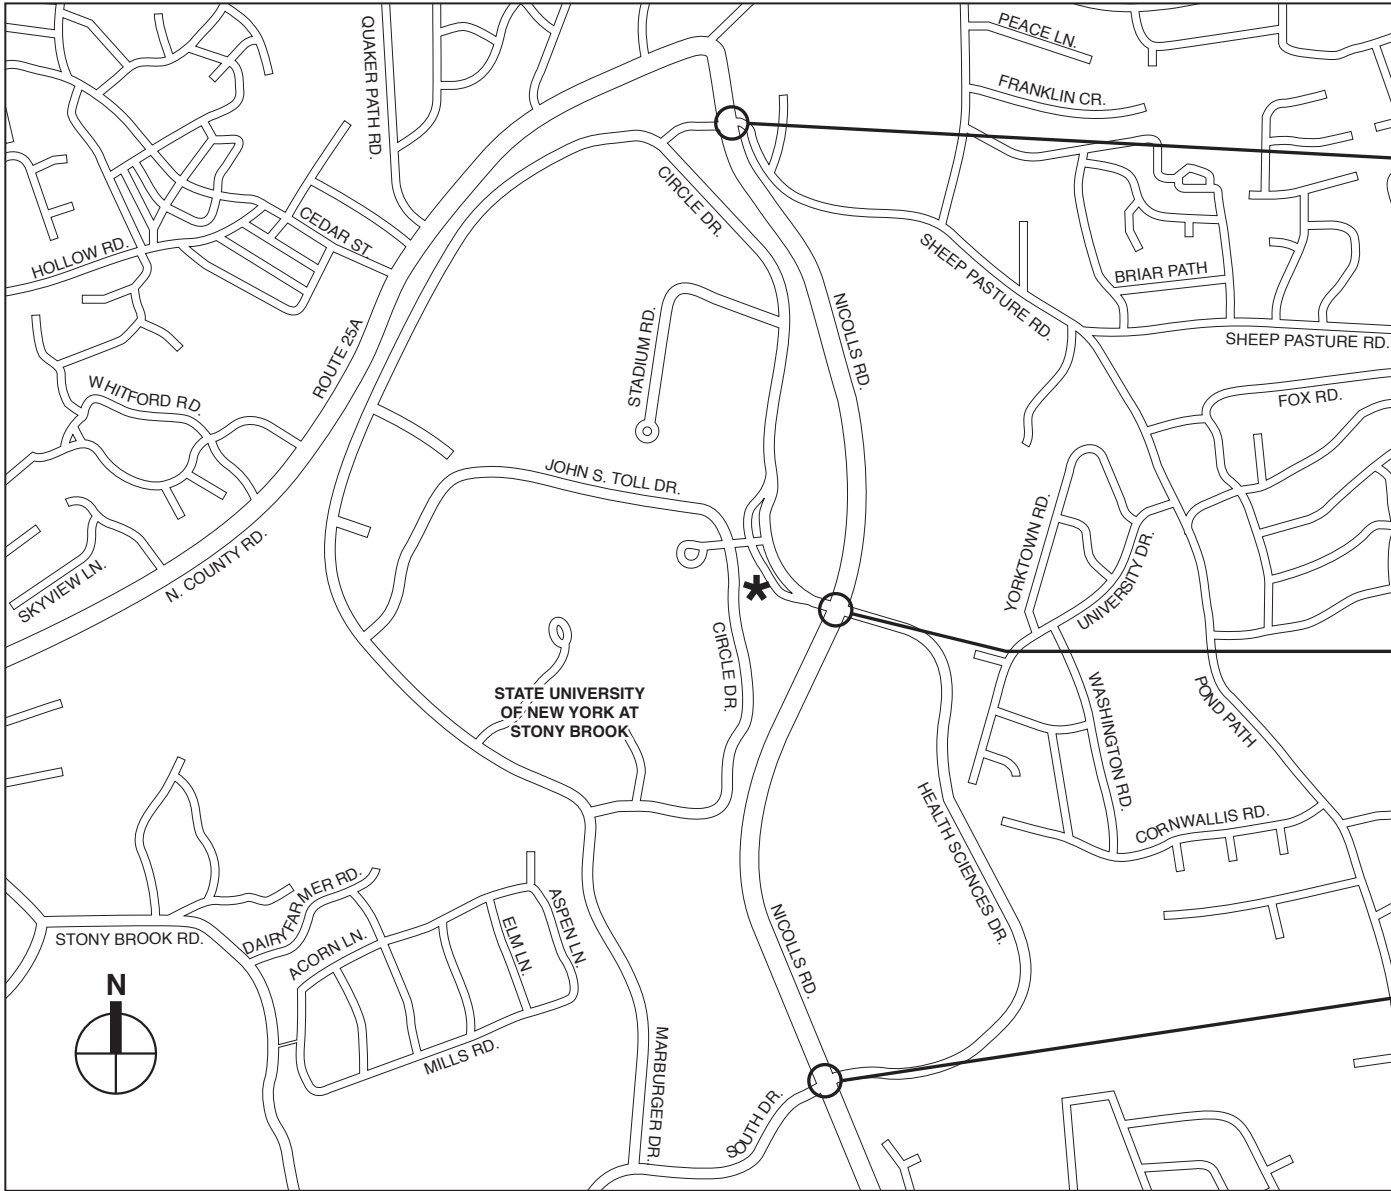 PEACE LN.
QUAKER PATH RD.
FRANKLIN CR.
CIRCLE DR.
CEDAR ST.
HOLLOW RD.
SHEEP PASTURE RD.
BRIAR PATH
NICOLLS RD.
STADIUM RD.
ROUTE 25A
SHEEP PASTURE RD.
WHITFORD RD.
FOX RD.
JOHN S. TOLL DR.
YORKTOWN RD.
N. COUNTY RD.
UNIVERSITY DR.
SKYVIEW LN.
*
CIRCLE DR.
STATE UNIVERSITY
OF NEW YORK AT
STONY BROOK
WASHINGTON RD.
POND PATH
HEALTH SCIENCES DR.
CORNWALLIS RD.
DAIRYFARMER RD.
ASPEN LN.
ELM LN.
STONY BROOK RD.
ACORN LN.
NICOLLS RD.
N
MILLS RD.
MARBURGER DR.
SOUTH DR.